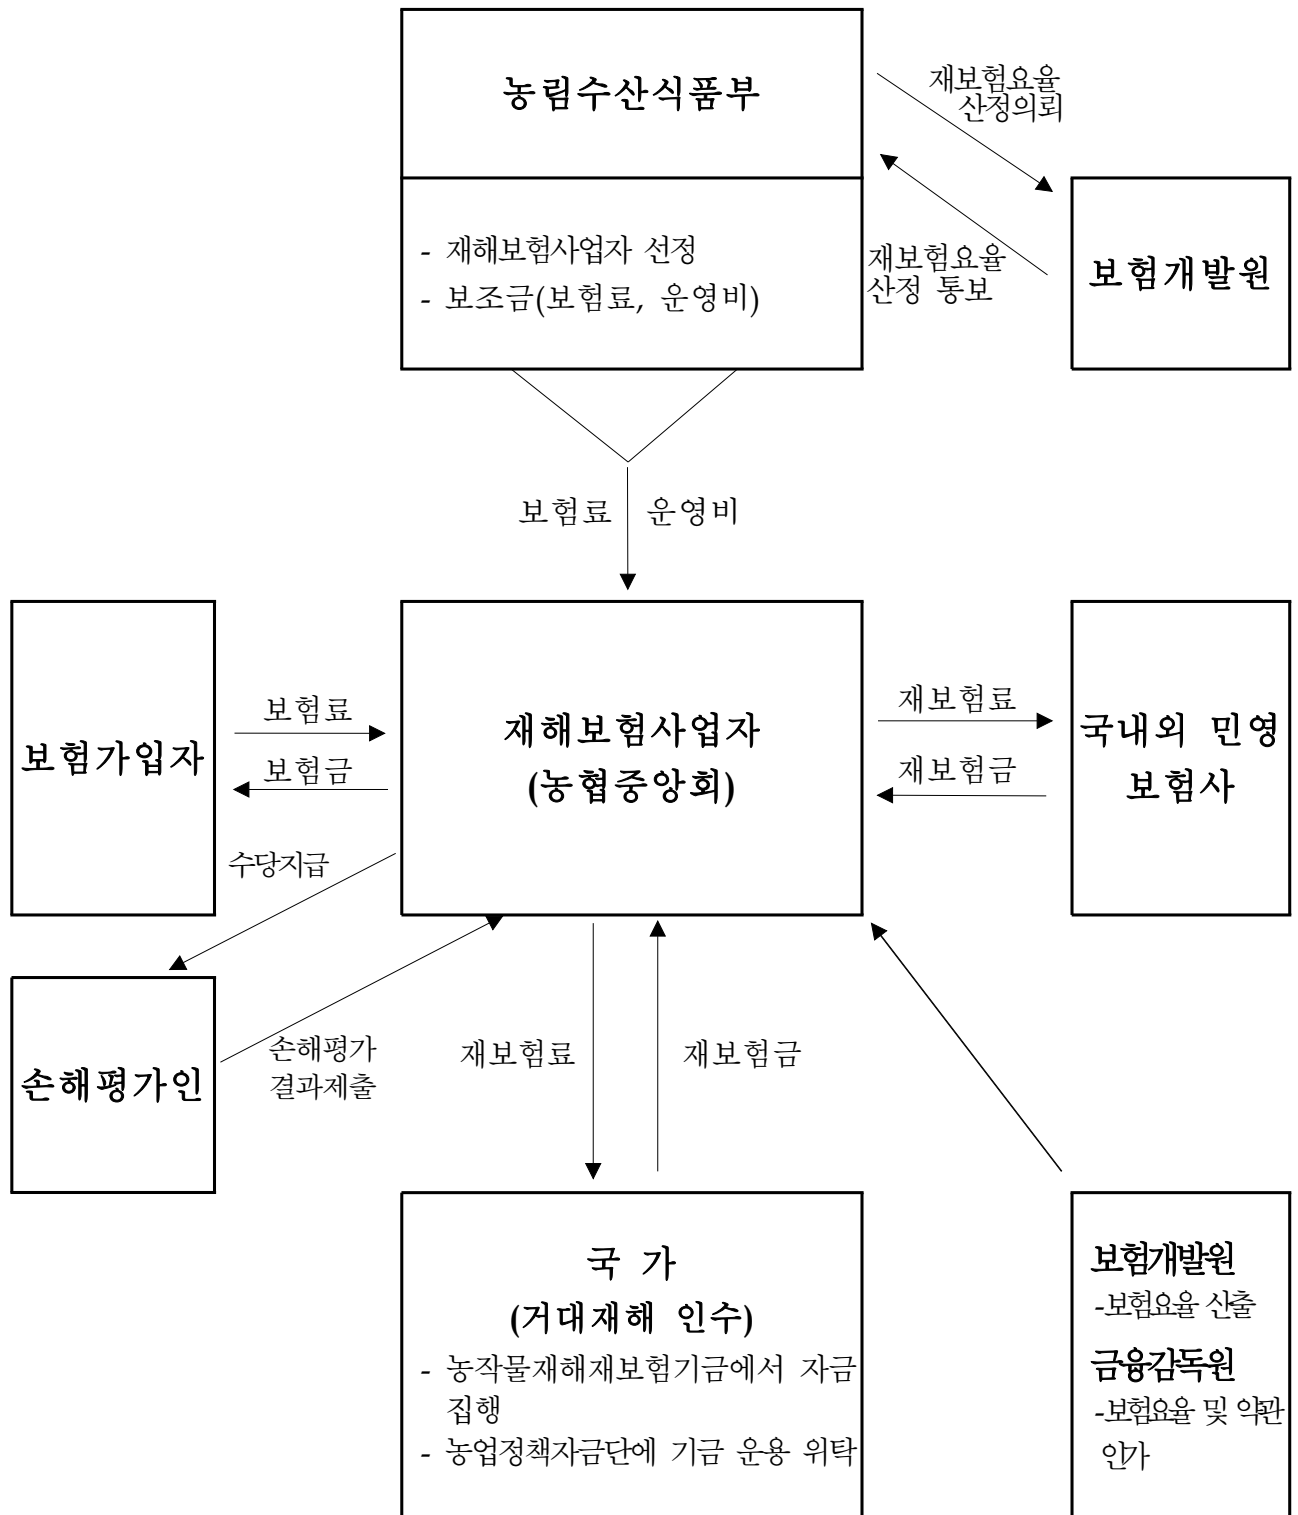 농림수산식품부
재보험요율
산정의뢰
- 재해보험사업자 선정
- 보조금(보험료, 운영비)
재보험요율
산정 통보
보험개발원
보험료 운영비
보험가입자
보험료
보험금
재해보험사업자
(농협중앙회)
재보험료
재보험금
국내외 민영
보험사
수당지급
손해평가인
손해평가
결과제출
재보험료
재보험금
국 가
(거대재해 인수)
- 농작물재해재보험기금에서 자금
집행
- 농업정책자금단에 기금 운용 위탁
보험개발원
-보험요율 산출
금융감독원
-보험요율 및 약관
인가